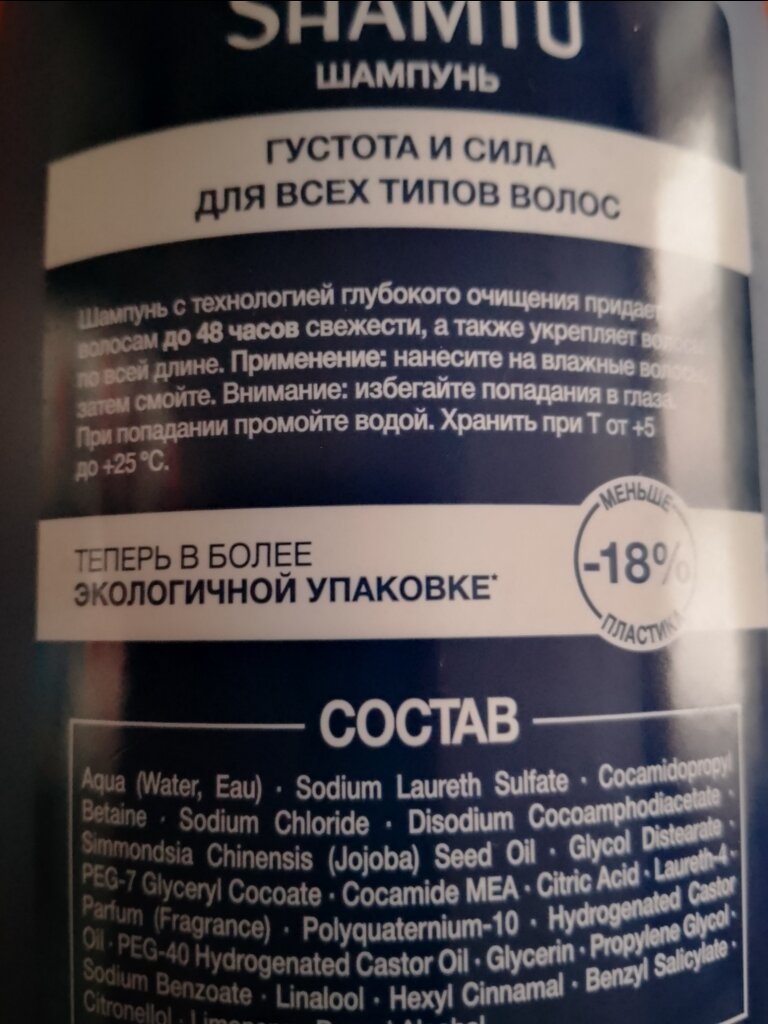 SHAMTU
ШАМПУНЬ
ГУСТОТА И СИЛА
ДЛЯ ВСЕХ ТИПОВ ВОЛОС
Шампунь с технологией глубокого очищения придает
волосам до 48 часов свежести, а также укрепляет волосы
по всей длине. Применение: нанесите на влажные волосы,
затем смойте. Внимание: избегайте попадания в глаза.
При попадании промойте водой. Хранить при Т от +5
до +25 °C.
МЕНЬШЕ
-18%
ПЛАСТИКА
ТЕПЕРЬ В БОЛЕЕ
ЭКОЛОГИЧНОЙ УПАКОВКЕ*
СОСТАВ
Aqua (Water, Eau) · Sodium Laureth Sulfate · Cocamidopropyl
Betaine · Sodium Chloride · Disodium Cocoamphodiacetate ·
Simmondsia Chinensis (Jojoba) Seed Oil · Glycol Distearate ·
PEG-7 Glyceryl Cocoate · Cocamide MEA · Citric Acid · Laureth-4 ·
Parfum (Fragrance) · Polyquaternium-10 · Hydrogenated Castor
Oil · PEG-40 Hydrogenated Castor Oil · Glycerin · Propylene Glycol ·
Sodium Benzoate · Linalool · Hexyl Cinnamal · Benzyl Salicylate ·
Citronellol ·